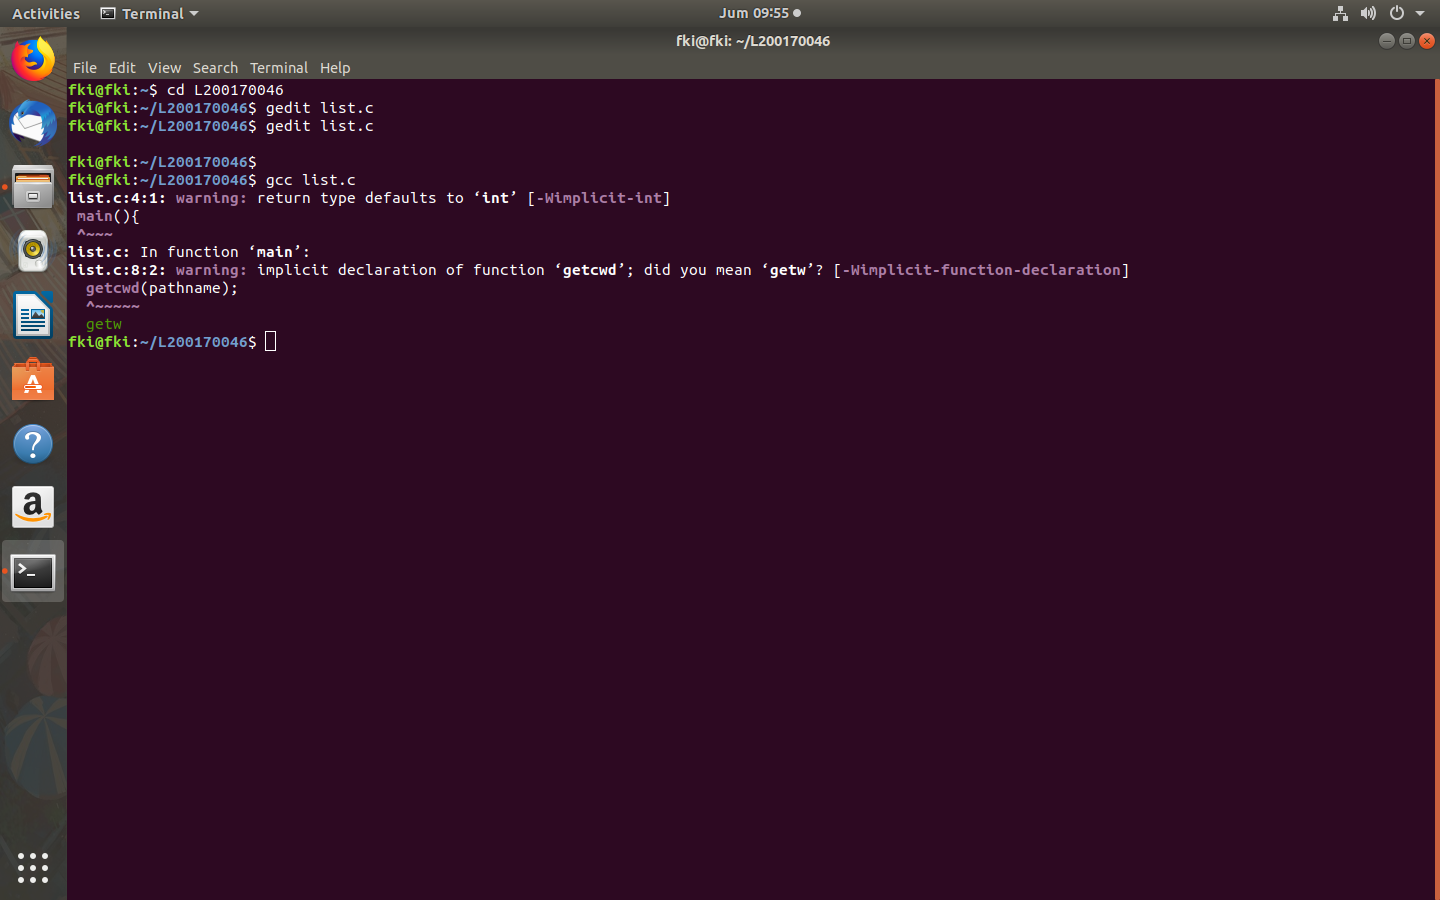 Activities
Terminal
Jum 09:55
fki@fki: ~/L200170046
File Edit View Search Terminal Help
fki@fki:~$ cd L200170046
fki@fki:~/L200170046$ gedit list.c
fki@fki:~/L200170046$ gedit list.c
fki@fki:~/L200170046$
fki@fki:~/L200170046$ gcc list.c
list.c:4:1: warning: return type defaults to ‘int’ [-Wimplicit-int]
 main(){
 ^~~~
list.c: In function ‘main’:
list.c:8:2: warning: implicit declaration of function ‘getcwd’; did you mean ‘getw’? [-Wimplicit-function-declaration]
  getcwd(pathname);
  ^~~~~~
  getw
fki@fki:~/L200170046$